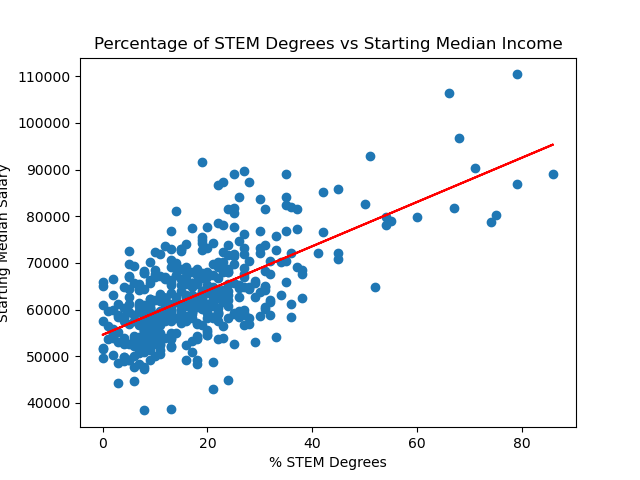 Percentage of STEM Degrees vs Starting Median Income
110000
100000
90000
80000
70000
60000
50000
40000
Starting Median Salary
0 20 40 60 80
% STEM Degrees